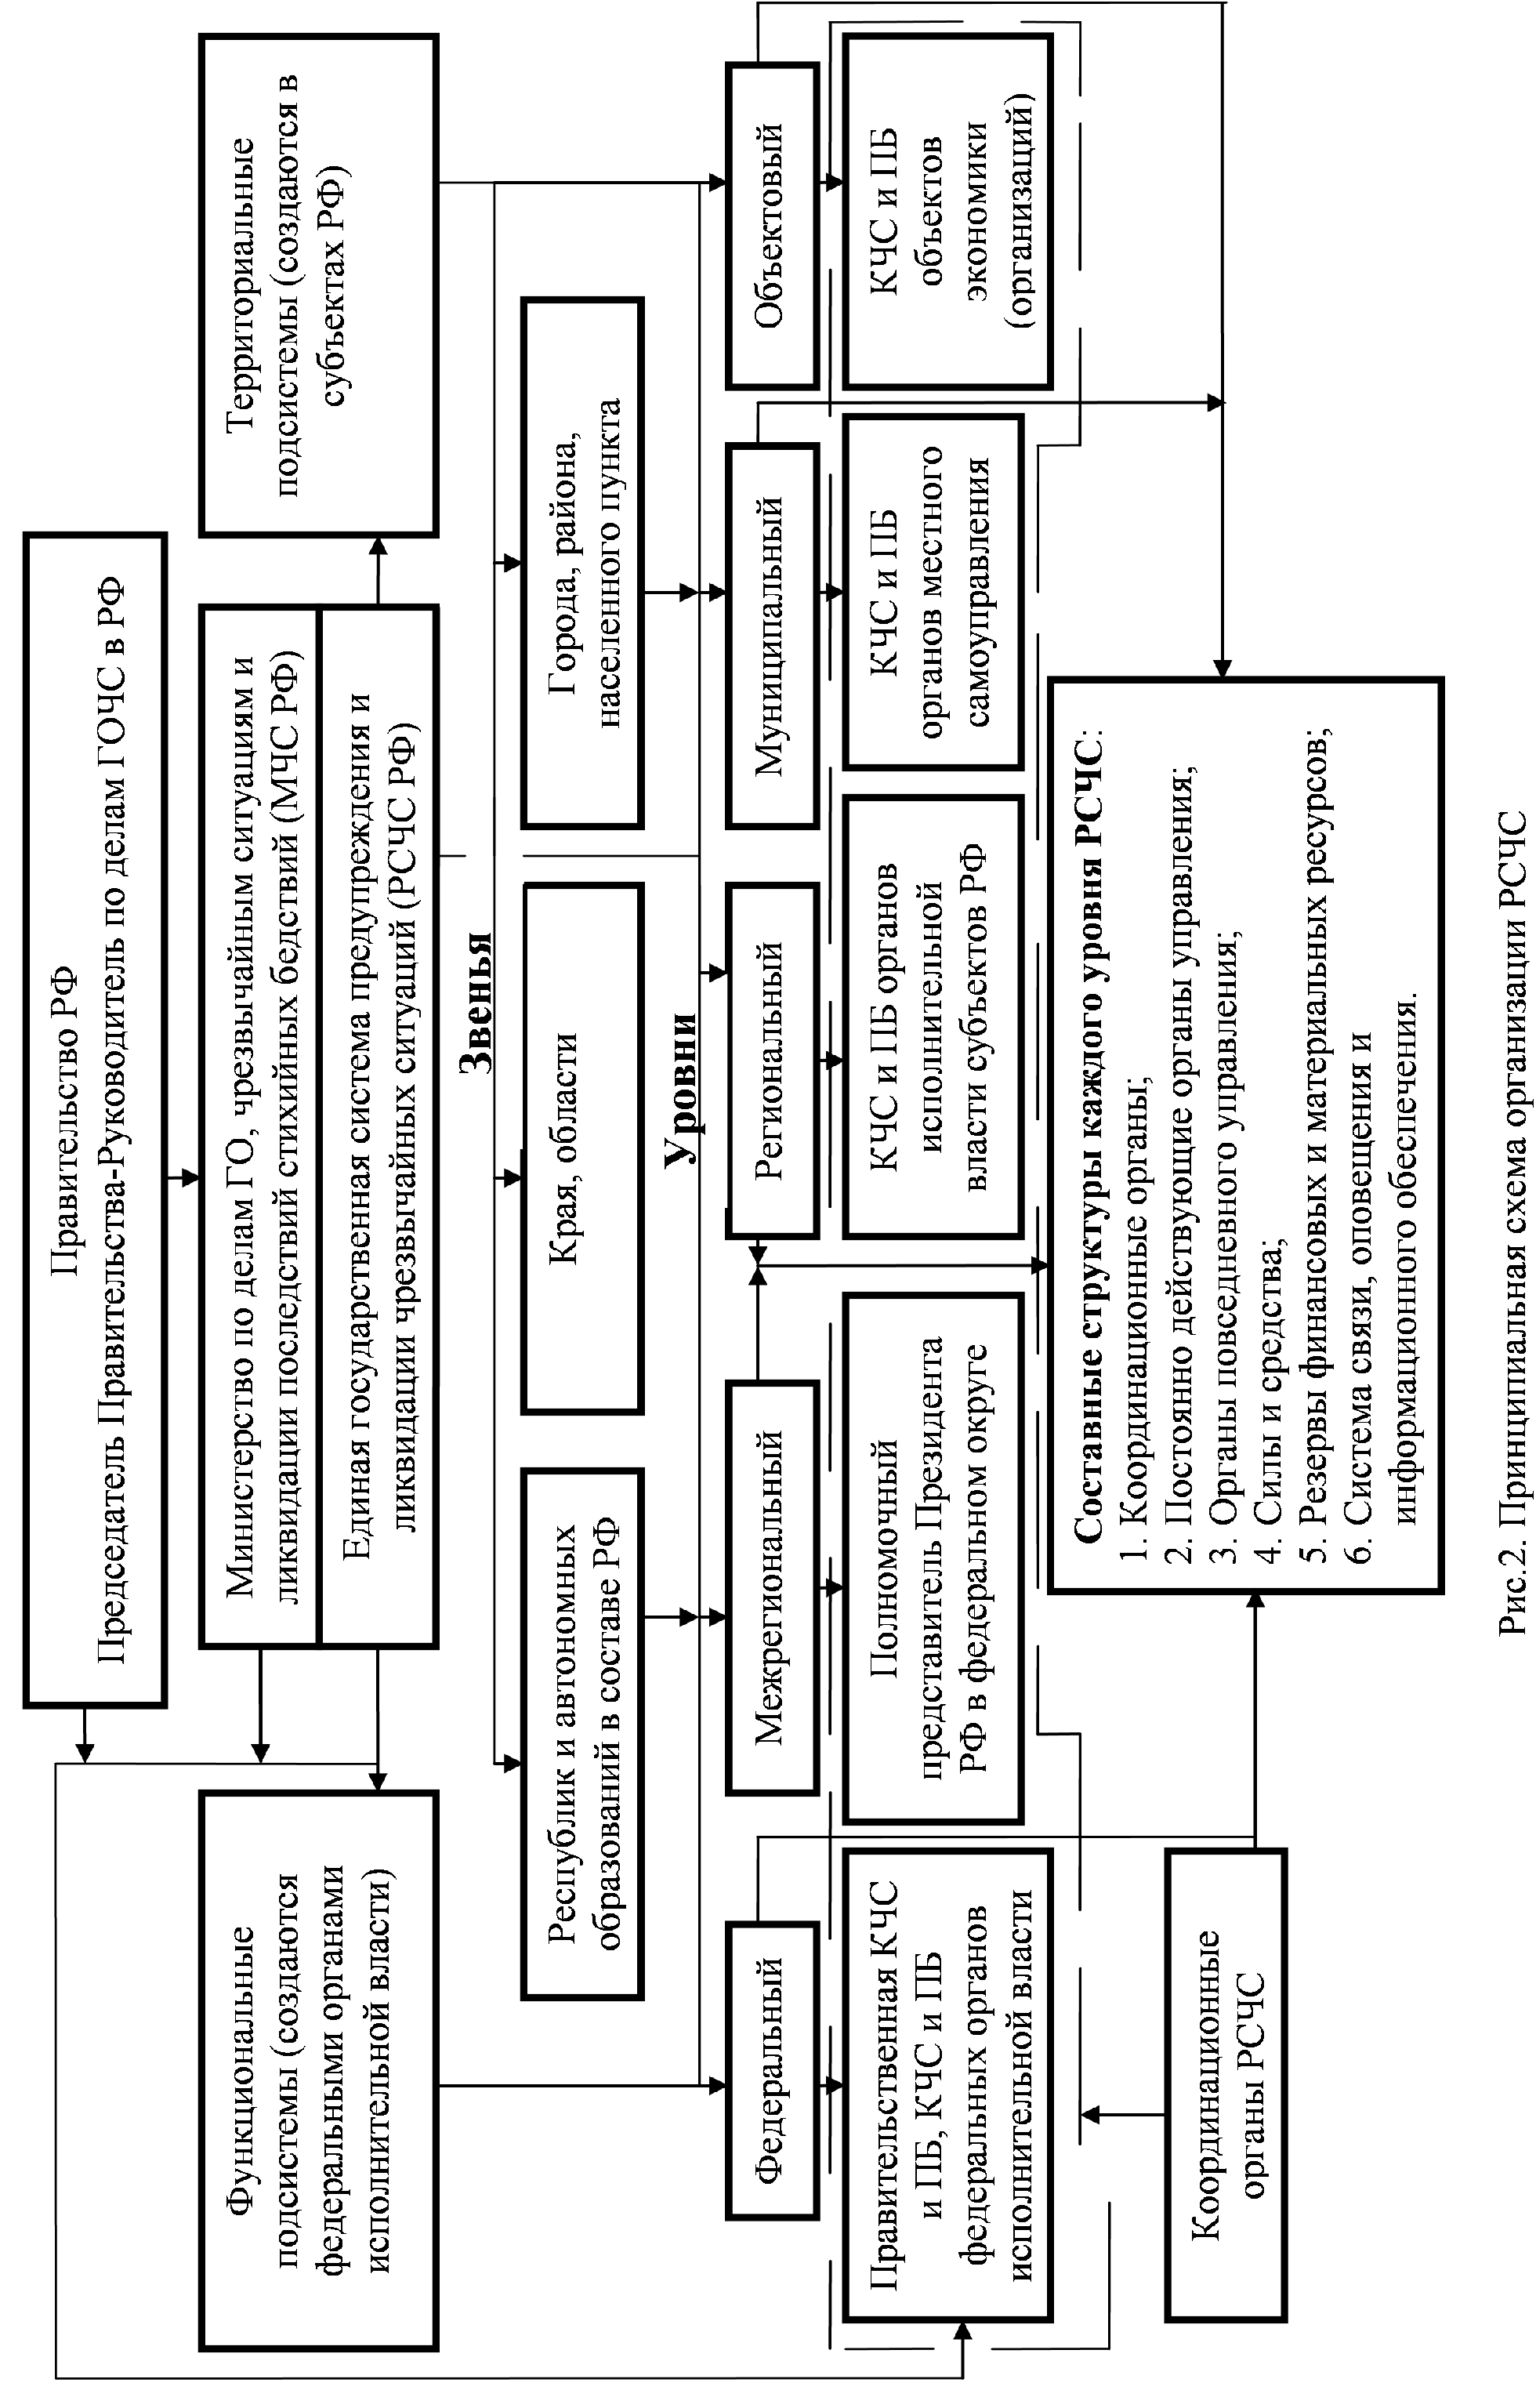 Правительство РФ
Председатель Правительства-Руководитель по делам ГОЧС в РФ
Функциональные
подсистемы (создаются
федеральными органами
исполнительной власти)
Министерство по делам ГО, чрезвычайным ситуациям и
ликвидации последствий стихийных бедствий (МЧС РФ)
Единая государственная система предупреждения и
ликвидации чрезвычайных ситуаций (РСЧС РФ)
Территориальные
подсистемы (создаются в
субъектах РФ)
Звенья
Республик и автономных
образований в составе РФ
Края, области
Города, района,
населенного пункта
Уровни
Федеральный
Межрегиональный
Региональный
Муниципальный
Объектовый
Правительственная КЧС
и ПБ, КЧС и ПБ
федеральных органов
исполнительной власти
Полномочный
представитель Президента
РФ в федеральном округе
КЧС и ПБ органов
исполнительной
власти субъектов РФ
КЧС и ПБ
органов местного
самоуправления
КЧС и ПБ
объектов
экономики
(организаций)
Координационные
органы РСЧС
Составные структуры каждого уровня РСЧС:
1. Координационные органы;
2. Постоянно действующие органы управления;
3. Органы повседневного управления;
4. Силы и средства;
5. Резервы финансовых и материальных ресурсов;
6. Система связи, оповещения и
информационного обеспечения.
Рис.2. Принципиальная схема организации РСЧС